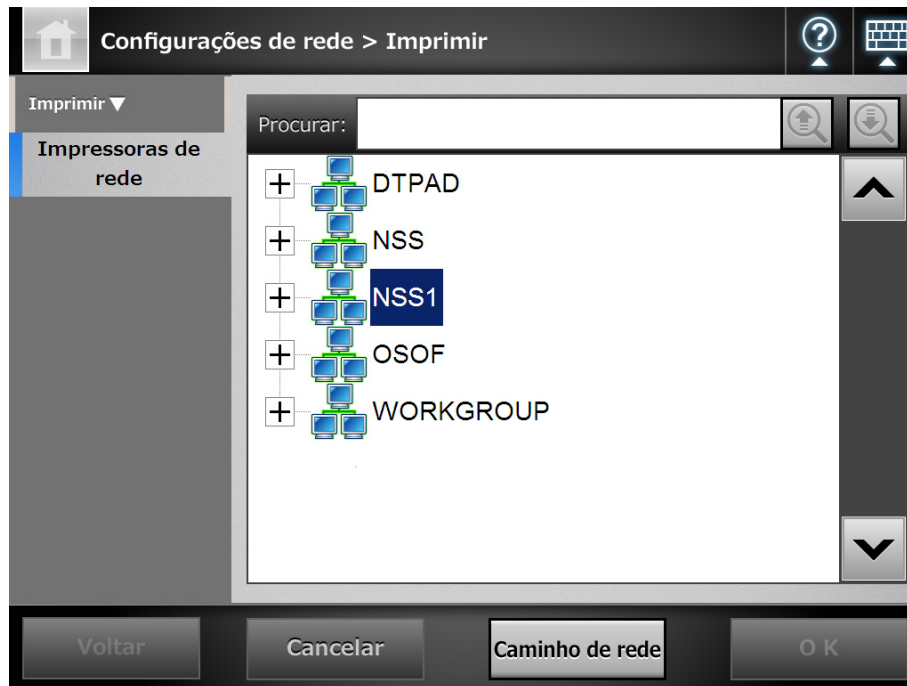 Configurações de rede > Imprimir
?
Imprimir ▼
Impressoras de
rede
Procurar:
DTPAD
NSS
NSS1
OSOF
WORKGROUP
Voltar
Cancelar
Caminho de rede
O K